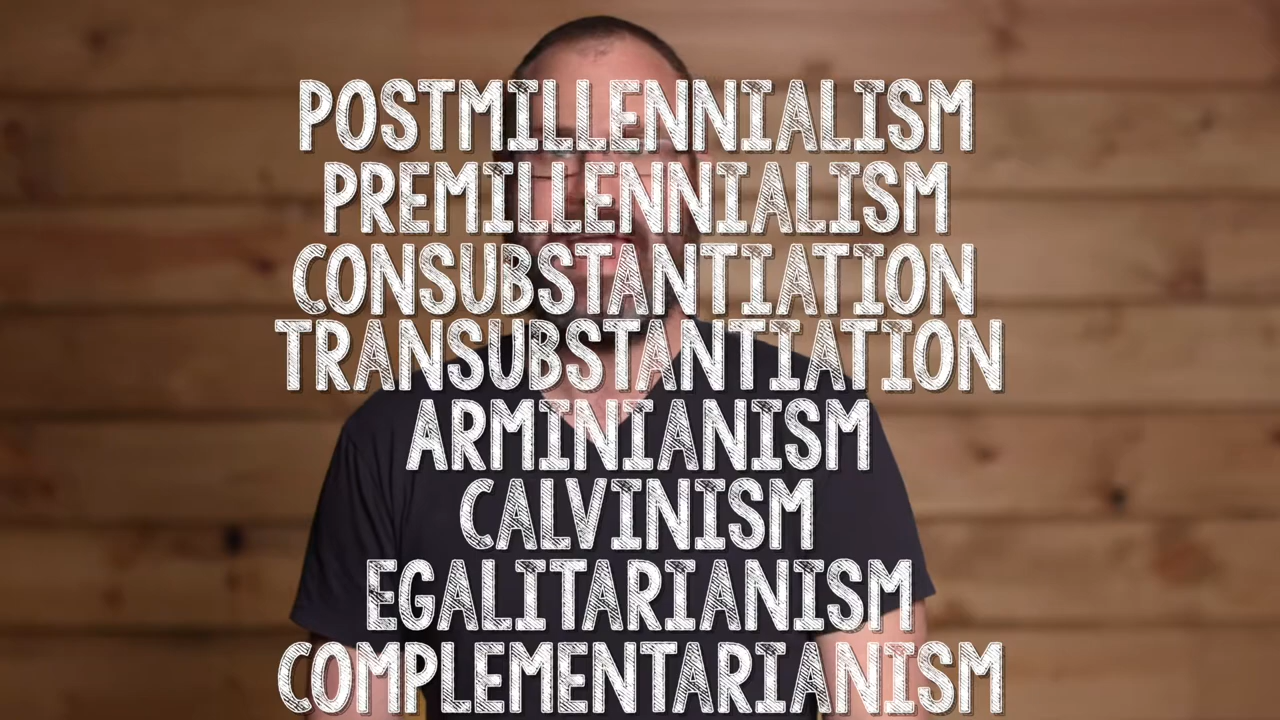 POSTMILLENNIALISM
PREMILLENNIALISM
CONSUBSTANTIATION
TRANSUBSTANTIATION
ARMINIANISM
CALVINISM
EGALITARIANISM
COMPLEMENTARIANISM